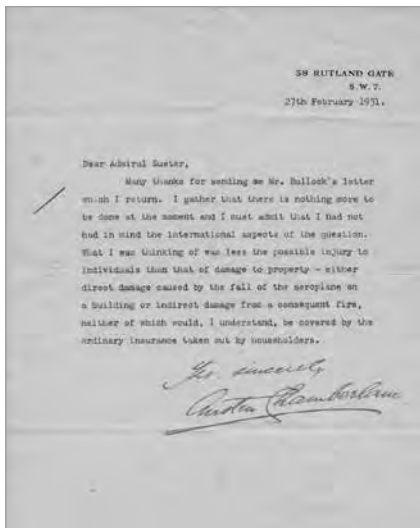 58 RUTLAND GATE
S.W.7.
27th February 1931.
Dear Admiral Sueter,
Many thanks for sending me Mr. Bullock's letter
which I return. I gather that there is nothing more to
be done at the moment and I must admit that I had not
had in mind the international aspects of the question.
What I was thinking of was less the possible injury to
individuals than that of damage to property - either
direct damage caused by the fall of the aeroplane on
a building or indirect damage from a consequent fire,
neither of which would, I understand, be covered by the
ordinary insurance taken out by householders.
Yrs. sincerely
Austen Chamberlain